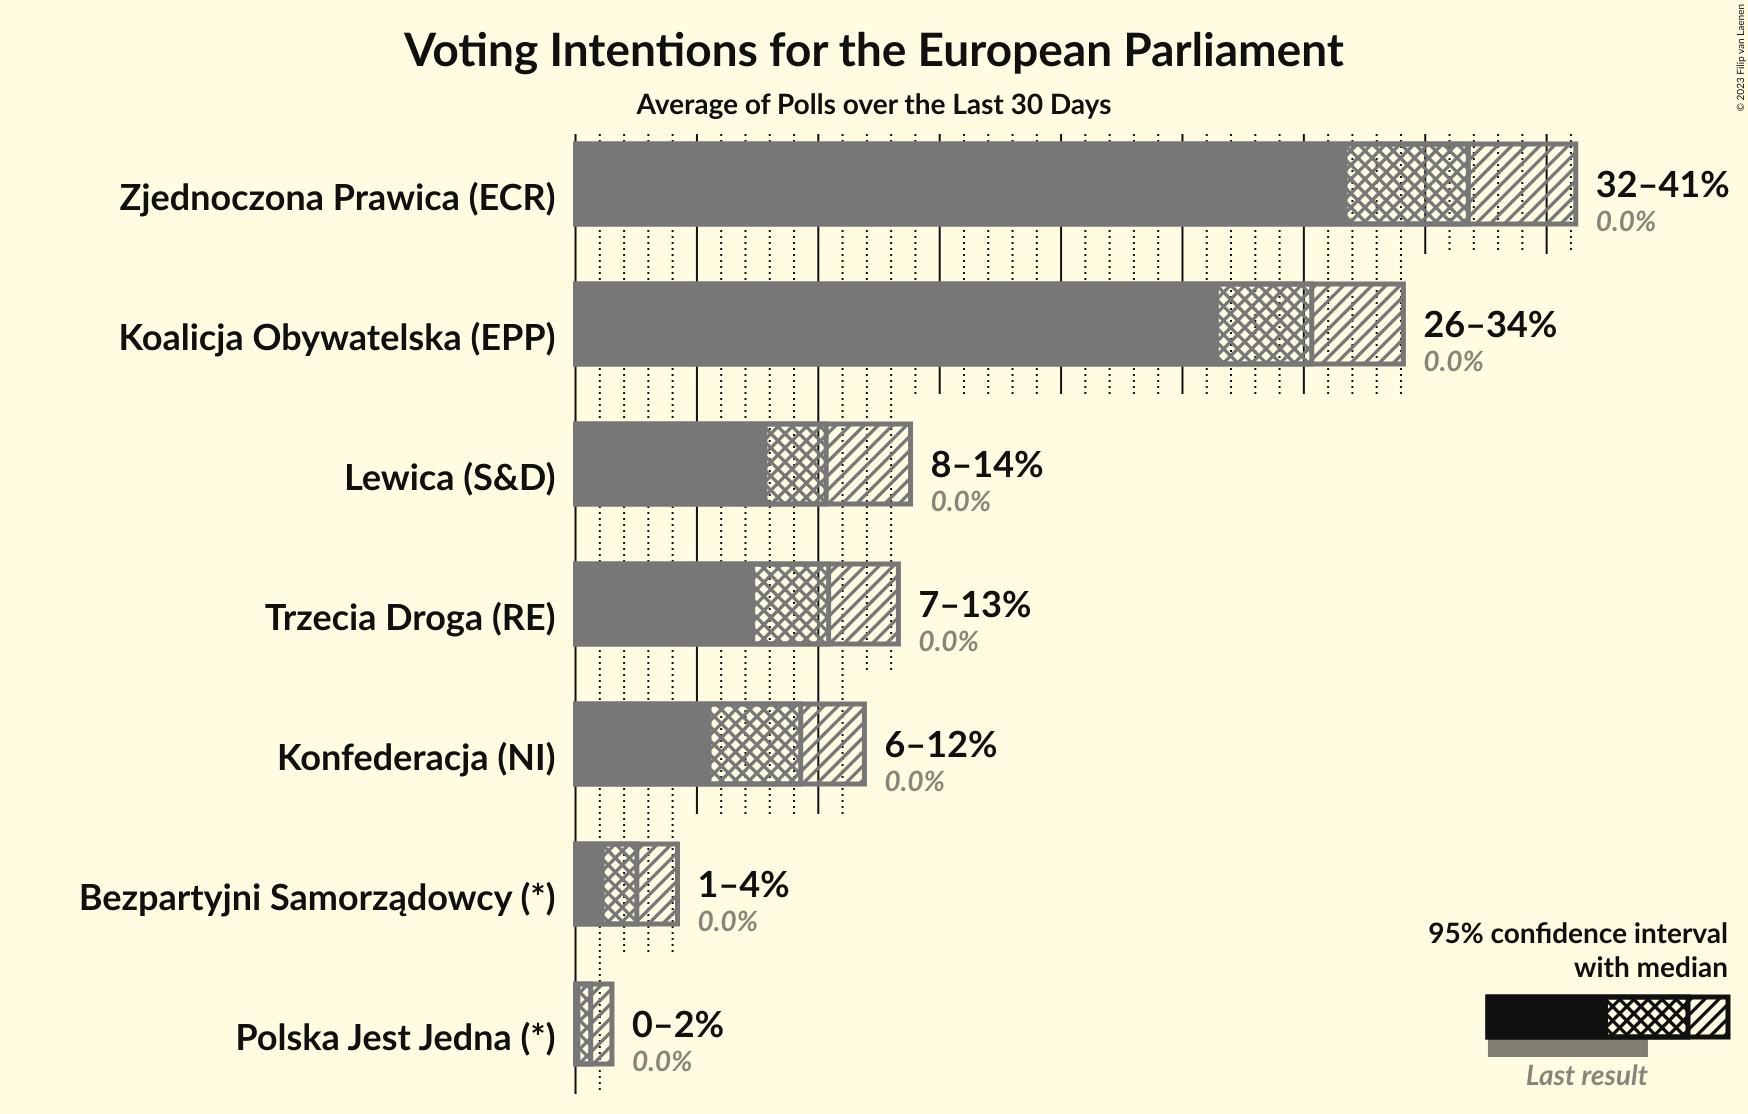 Voting Intentions for the European Parliament
Average of Polls over the Last 30 Days
© 2023 Filip van Laenen
Zjednoczona Prawica (ECR)
32–41%
0.0%
Koalicja Obywatelska (EPP)
26–34%
0.0%
Lewica (S&D)
8–14%
0.0%
Trzecia Droga (RE)
7–13%
0.0%
Konfederacja (NI)
6–12%
0.0%
Bezpartyjni Samorządowcy (*)
1–4%
0.0%
Polska Jest Jedna (*)
0–2%
0.0%
95% confidence interval
with median
Last result